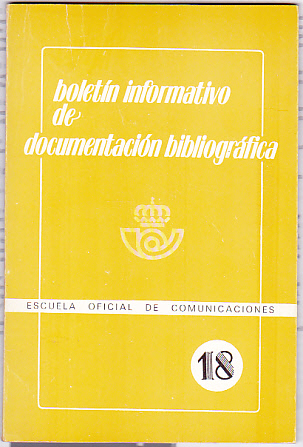 boletín informativo
de
documentación bibliográfica
ESCUELA OFICIAL DE COMUNICACIONES
18